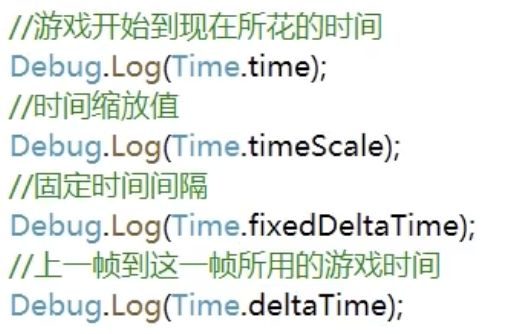 //游戏开始到现在所花的时间
Debug.Log(Time.time);
//时间缩放值
Debug.Log(Time.timeScale);
//固定时间间隔
Debug.Log(Time.fixedDeltaTime);
//上一帧到这一帧所用的游戏时间
Debug.Log(Time.deltaTime);